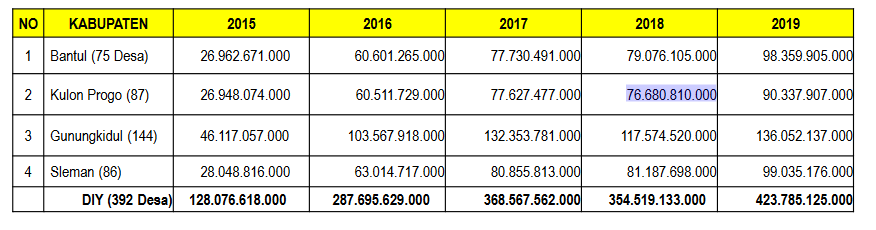 NO KABUPATEN 2015 2016 2017 2018 2019
1 Bantul (75 Desa) 26.962.671.000 60.601.265.000 77.730.491.000 79.076.105.000 98.359.905.000
2 Kulon Progo (87) 26.948.074.000 60.511.729.000 77.627.477.000 76.680.810.000 90.337.907.000
3 Gunungkidul (144) 46.117.057.000 103.567.918.000 132.353.781.000 117.574.520.000 136.052.137.000
4 Sleman (86) 28.048.816.000 63.014.717.000 80.855.813.000 81.187.698.000 99.035.176.000
DIY (392 Desa) 128.076.618.000 287.695.629.000 368.567.562.000 354.519.133.000 423.785.125.000